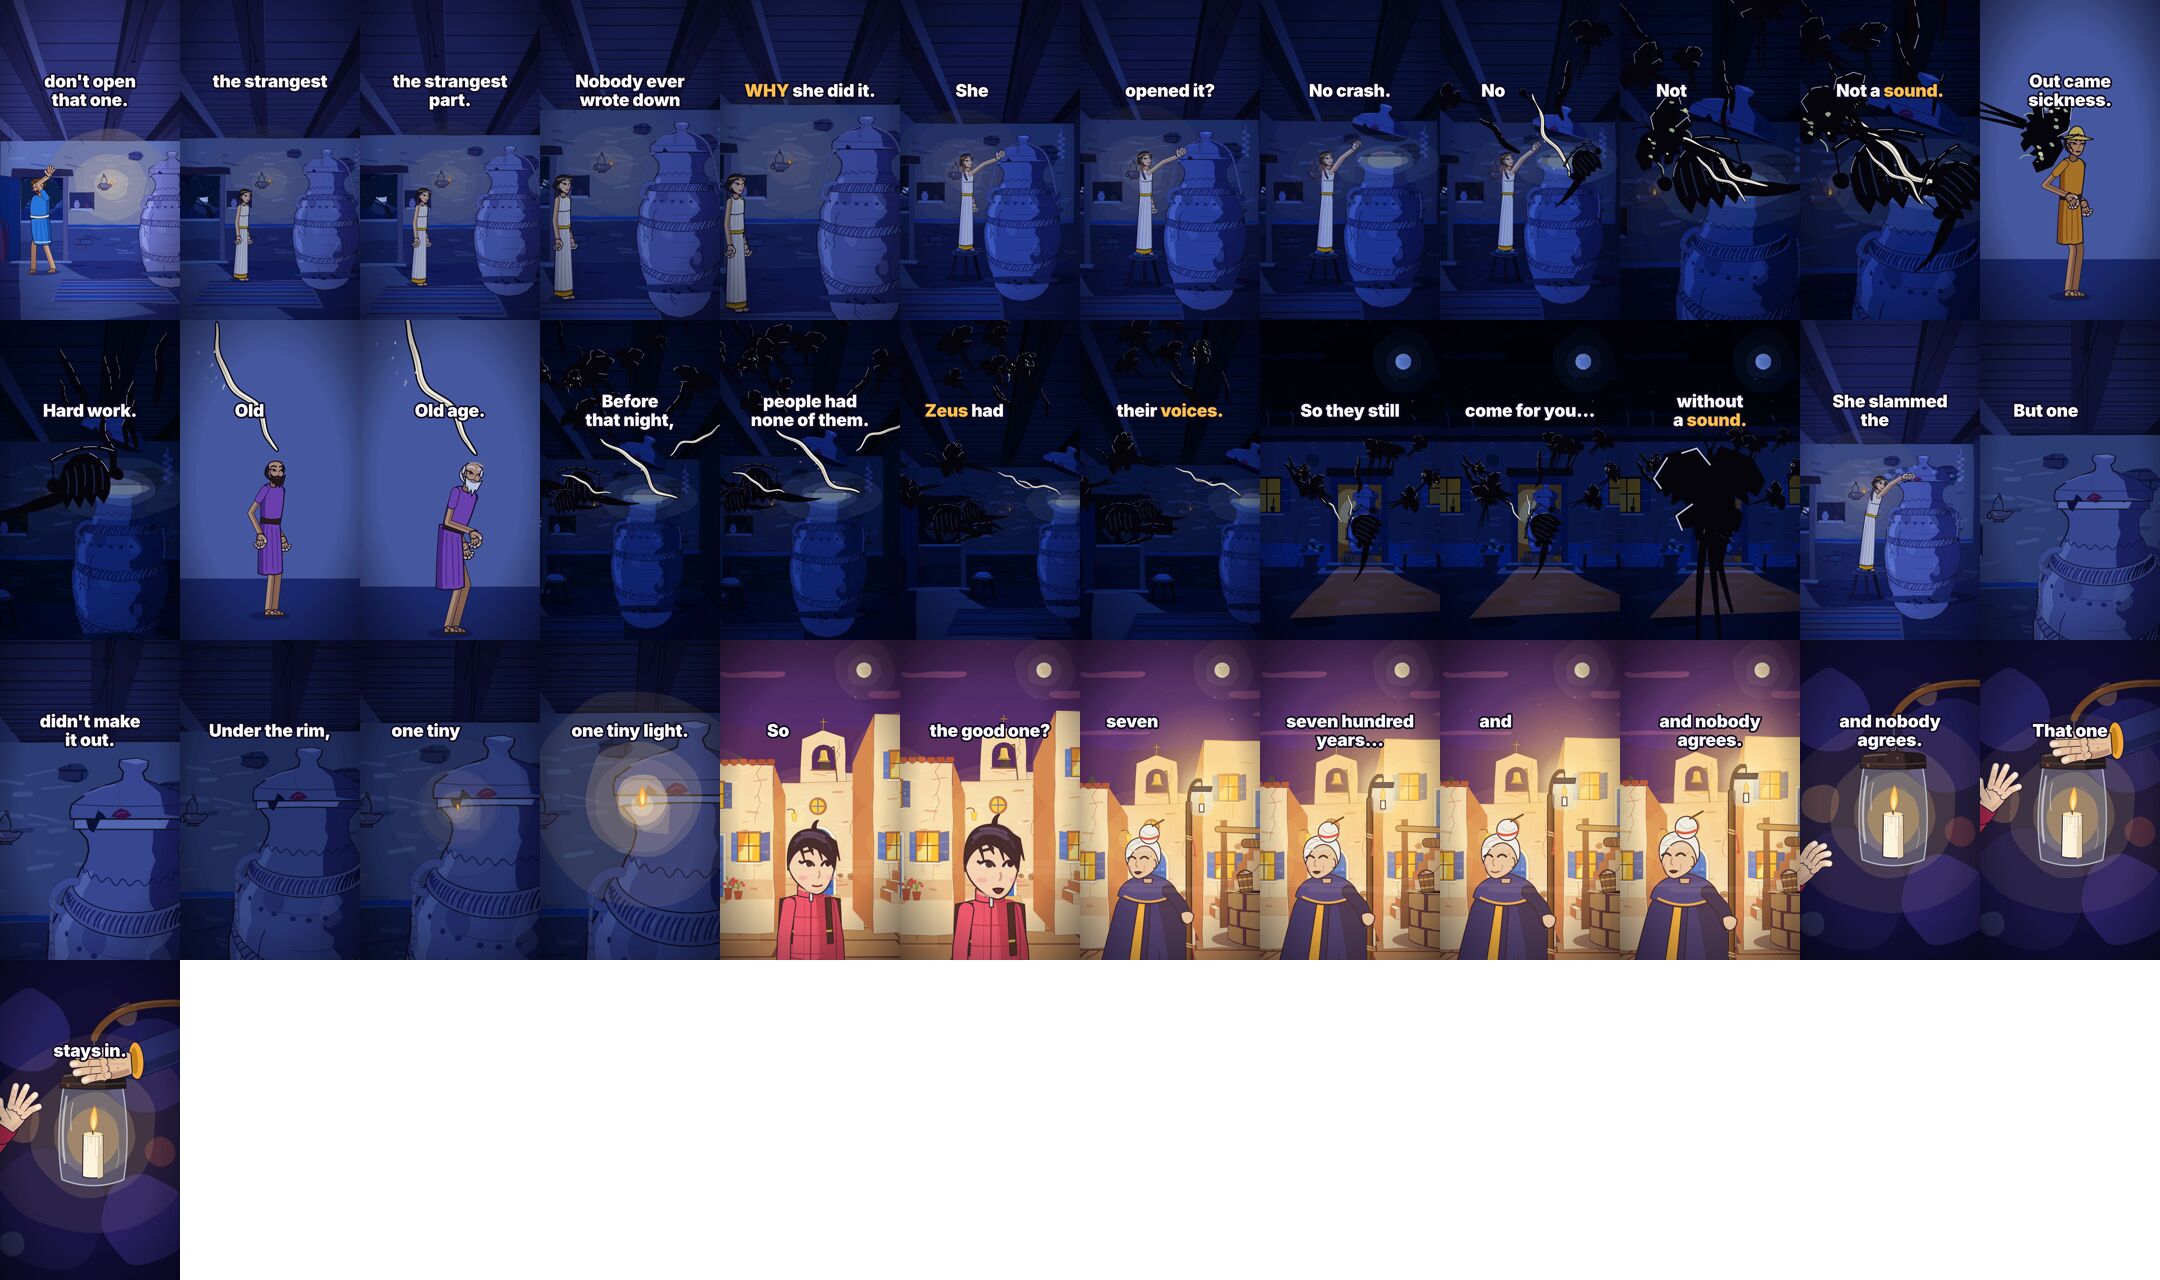 don't open
that one.
the strangest
the strangest
part.
Nobody ever
wrote down
WHY she did it.
She
opened it?
No crash.
No
Not
Not a sound.
Out came
sickness.
Hard work.
Old
Old age.
Before
that night,
people had
none of them.
Zeus had
their voices.
So they still
come for you...
without
a sound.
She slammed
the
But one
didn't make
it out.
Under the rim,
one tiny
one tiny light.
So
the good one?
seven
seven hundred
years...
and
and nobody
agrees.
and nobody
agrees.
That one
stays in.